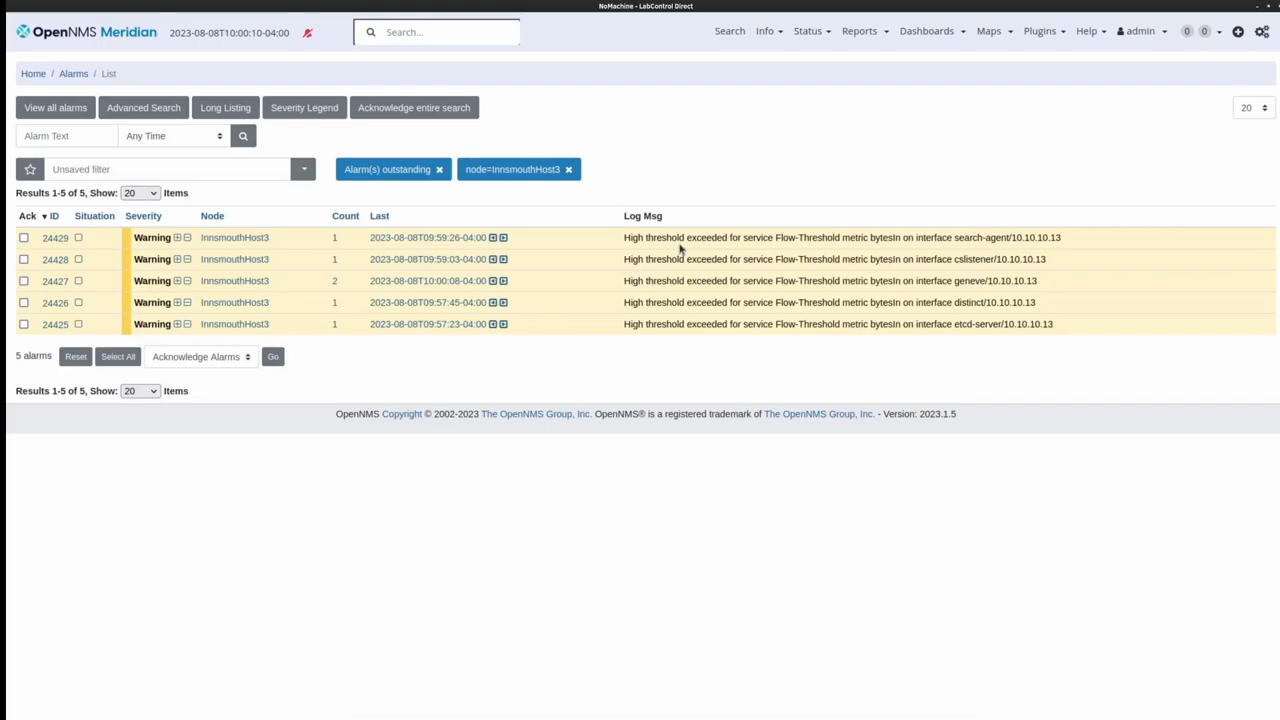 NoMachine - LabControl Direct
OpenNMS Meridian 2023-08-08T10:00:10-04:00 Search... Search Info Status Reports Dashboards Maps Plugins Help admin 0 0
Home / Alarms / List
View all alarms Advanced Search Long Listing Severity Legend Acknowledge entire search 20
Alarm Text Any Time
Unsaved filter Alarm(s) outstanding node=InnsmouthHost3
Results 1-5 of 5, Show: 20 Items
Ack ID Situation Severity Node Count Last Log Msg
24429 Warning InnsmouthHost3 1 2023-08-08T09:59:26-04:00 High threshold exceeded for service Flow-Threshold metric bytesIn on interface search-agent/10.10.10.13
24428 Warning InnsmouthHost3 1 2023-08-08T09:59:03-04:00 High threshold exceeded for service Flow-Threshold metric bytesIn on interface cslistener/10.10.10.13
24427 Warning InnsmouthHost3 2 2023-08-08T10:00:08-04:00 High threshold exceeded for service Flow-Threshold metric bytesIn on interface geneve/10.10.10.13
24426 Warning InnsmouthHost3 1 2023-08-08T09:57:45-04:00 High threshold exceeded for service Flow-Threshold metric bytesIn on interface distinct/10.10.10.13
24425 Warning InnsmouthHost3 1 2023-08-08T09:57:23-04:00 High threshold exceeded for service Flow-Threshold metric bytesIn on interface etcd-server/10.10.10.13
5 alarms Reset Select All Acknowledge Alarms Go
Results 1-5 of 5, Show: 20 Items
OpenNMS Copyright © 2002-2023 The OpenNMS Group, Inc. OpenNMS® is a registered trademark of The OpenNMS Group, Inc. - Version: 2023.1.5